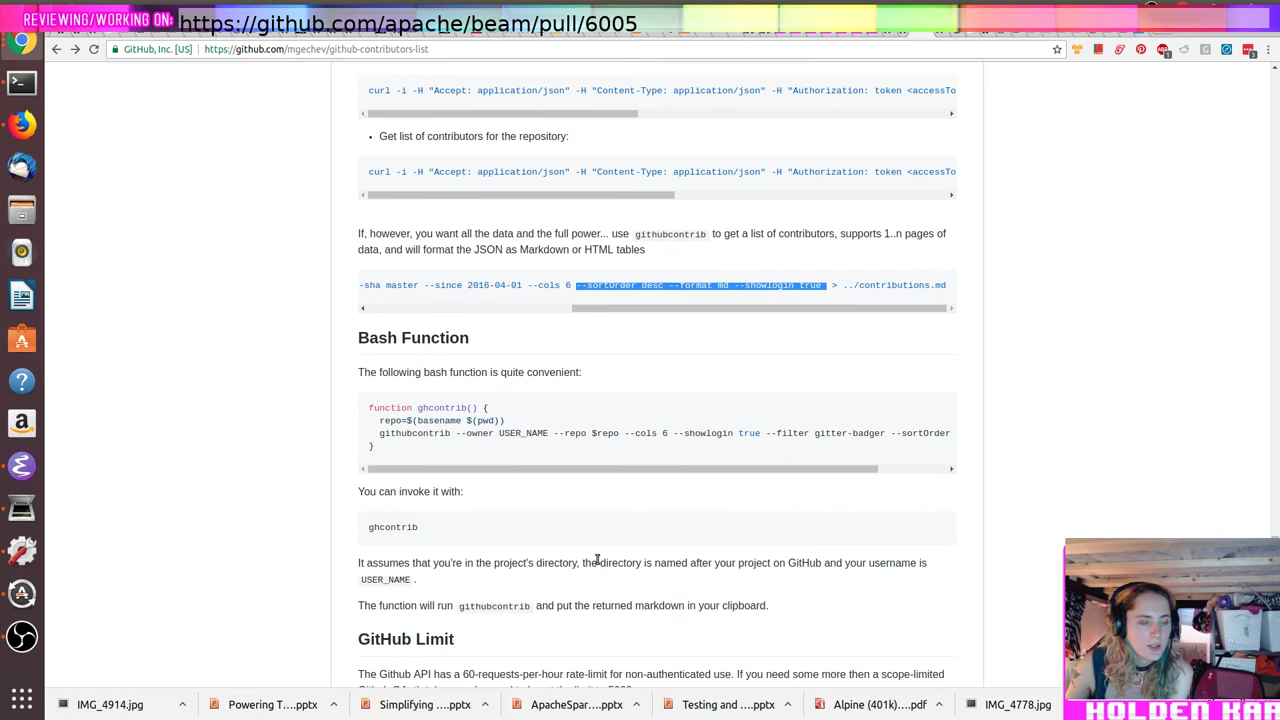 REVIEWING/WORKING ON: https://github.com/apache/beam/pull/6005
GitHub, Inc. [US] https://github.com/mgechev/github-contributors-list
curl -i -H "Accept: application/json" -H "Content-Type: application/json" -H "Authorization: token <accessTo
• Get list of contributors for the repository:
curl -i -H "Accept: application/json" -H "Content-Type: application/json" -H "Authorization: token <accessTo
If, however, you want all the data and the full power... use githubcontrib to get a list of contributors, supports 1..n pages of
data, and will format the JSON as Markdown or HTML tables
-sha master --since 2016-04-01 --cols 6 --sortOrder desc --format md --showlogin true > ../contributions.md
Bash Function
The following bash function is quite convenient:
function ghcontrib() {
repo=$(basename $(pwd))
githubcontrib --owner USER_NAME --repo $repo --cols 6 --showlogin true --filter gitter-badger --sortOrder
}
You can invoke it with:
ghcontrib
It assumes that you're in the project's directory, the directory is named after your project on GitHub and your username is
USER_NAME.
The function will run githubcontrib and put the returned markdown in your clipboard.
GitHub Limit
The Github API has a 60-requests-per-hour rate-limit for non-authenticated use. If you need some more then a scope-limited
IMG_4914.jpg Powering T....pptx Simplifying ....pptx ApacheSpar....pptx Testing and ....pptx Alpine (401k)....pdf IMG_4778.jpg
HOLDEN KAR